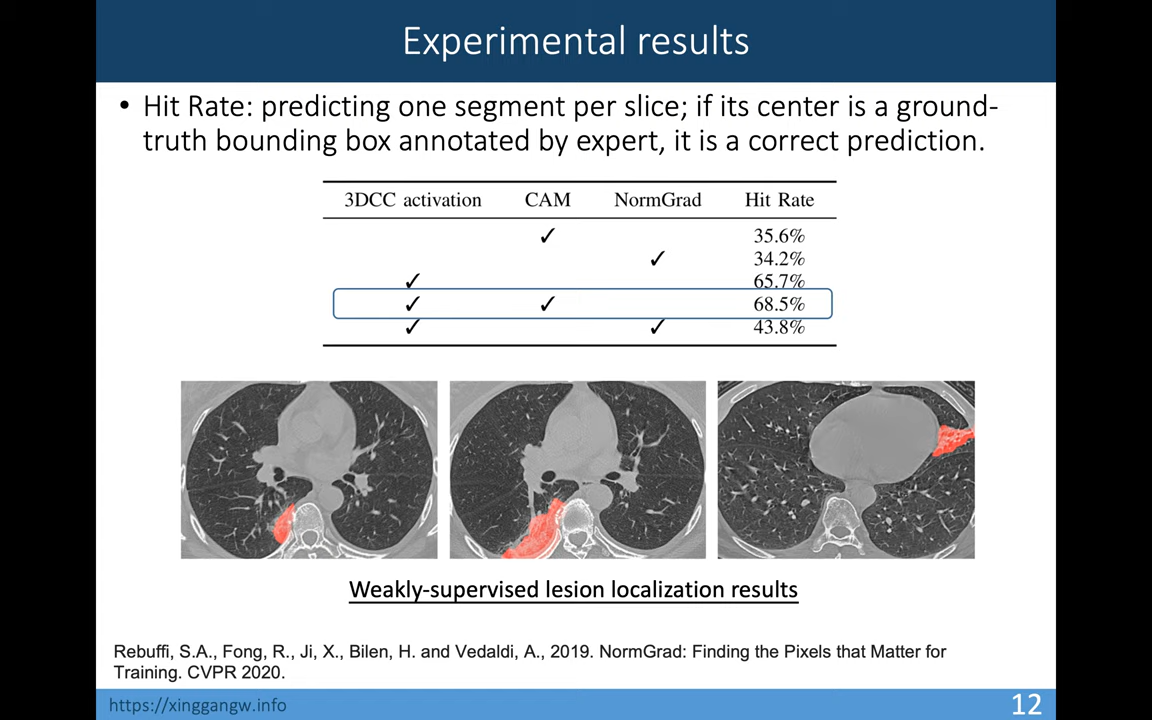 Experimental results
• Hit Rate: predicting one segment per slice; if its center is a ground-
truth bounding box annotated by expert, it is a correct prediction.
3DCC activation CAM NormGrad Hit Rate
✓ 35.6%
✓ 34.2%
✓ 65.7%
✓ ✓ 68.5%
✓ ✓ 43.8%
Weakly-supervised lesion localization results
Rebuffi, S.A., Fong, R., Ji, X., Bilen, H. and Vedaldi, A., 2019. NormGrad: Finding the Pixels that Matter for
Training. CVPR 2020.
https://xinggangw.info 12